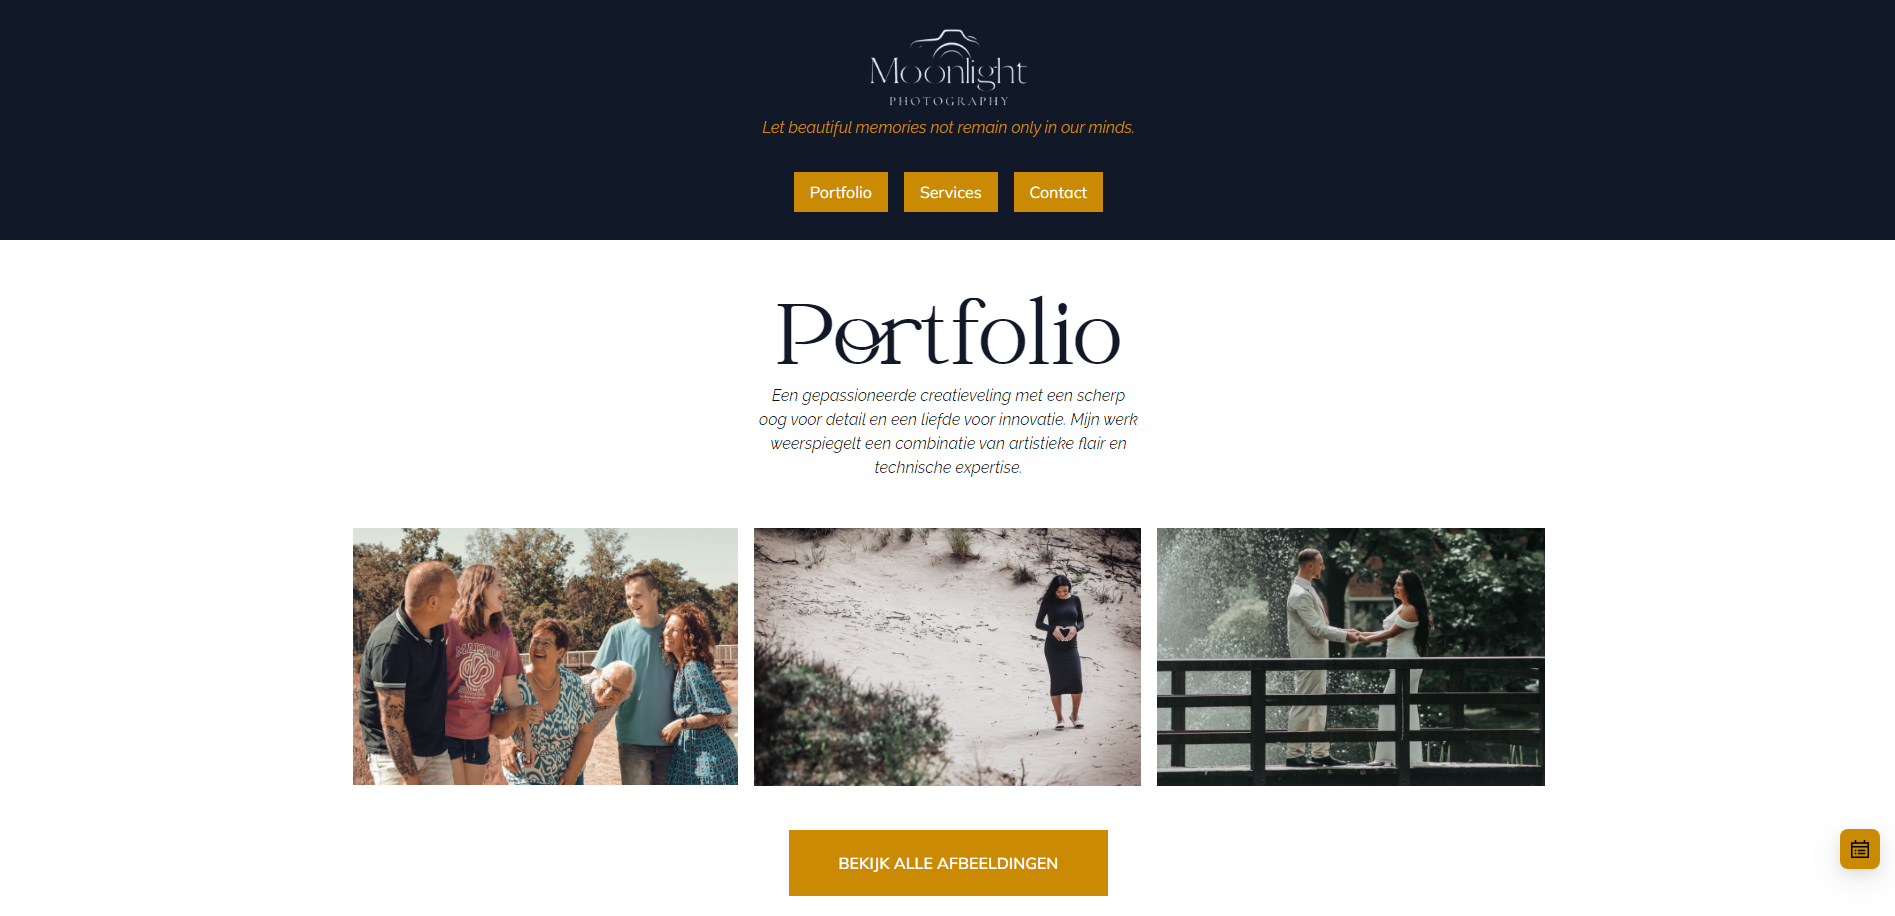 Moonlight
PHOTOGRAPHY
Let beautiful memories not remain only in our minds.
Portfolio
Services
Contact
Portfolio
Een gepassioneerde creatieveling met een scherp
oog voor detail en een liefde voor innovatie. Mijn werk
weerspiegelt een combinatie van artistieke flair en
technische expertise.
BEKIJK ALLE AFBEELDINGEN